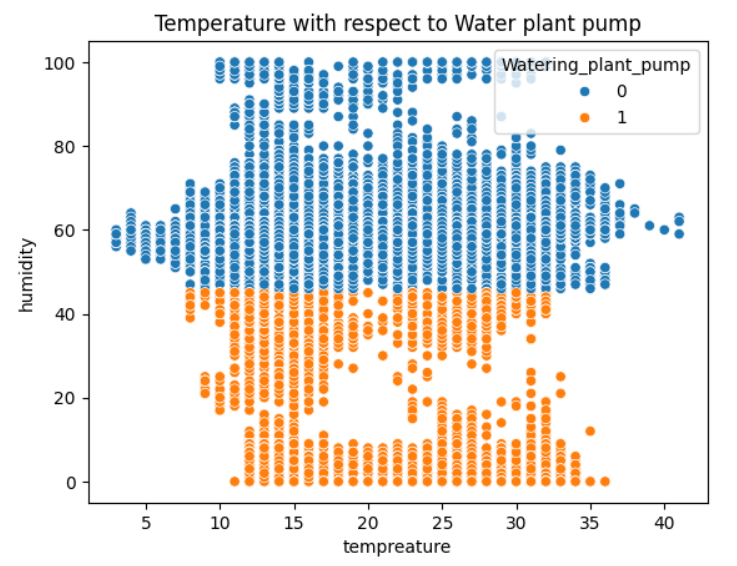 Temperature with respect to Water plant pump
Watering_plant_pump
0
1
100
80
60
40
20
0
humidity
5 10 15 20 25 30 35 40
tempreature